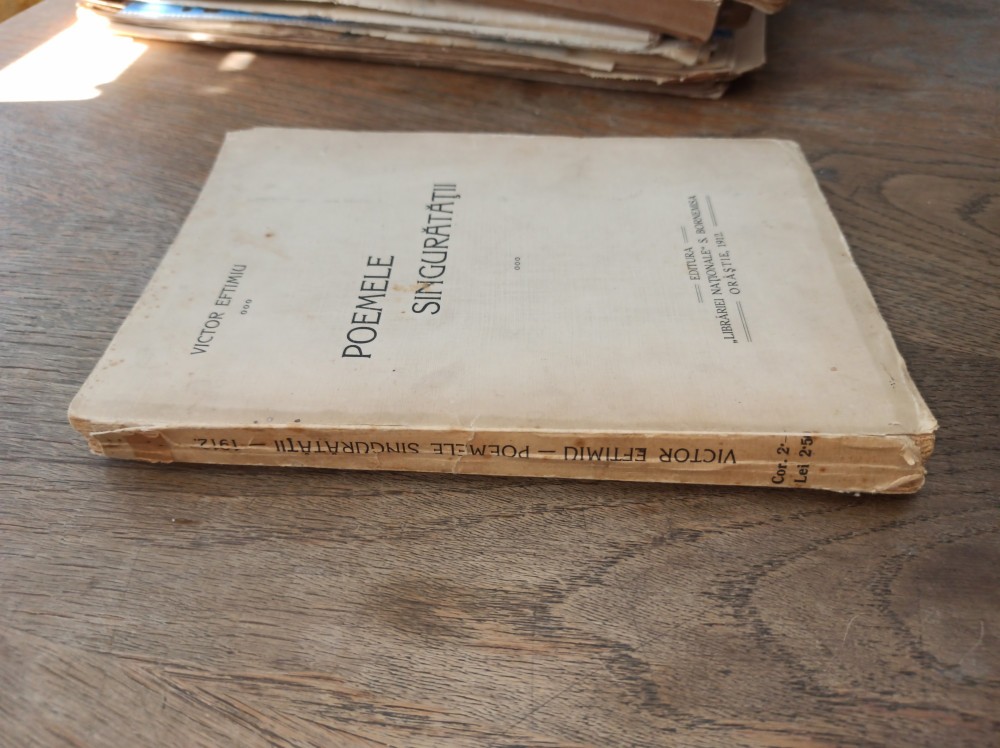 VICTOR EFTIMIU
POEMELE
SINGURĂTĂȚII
EDITURA
„LIBRĂRIEI NAȚIONALE" S. BORNEMISA
ORĂȘTIE, 1912.
VICTOR EFTIMIU — POEMELE SINGURĂTĂȚII — 1912.
Cor. 2·—
Lei 2·5